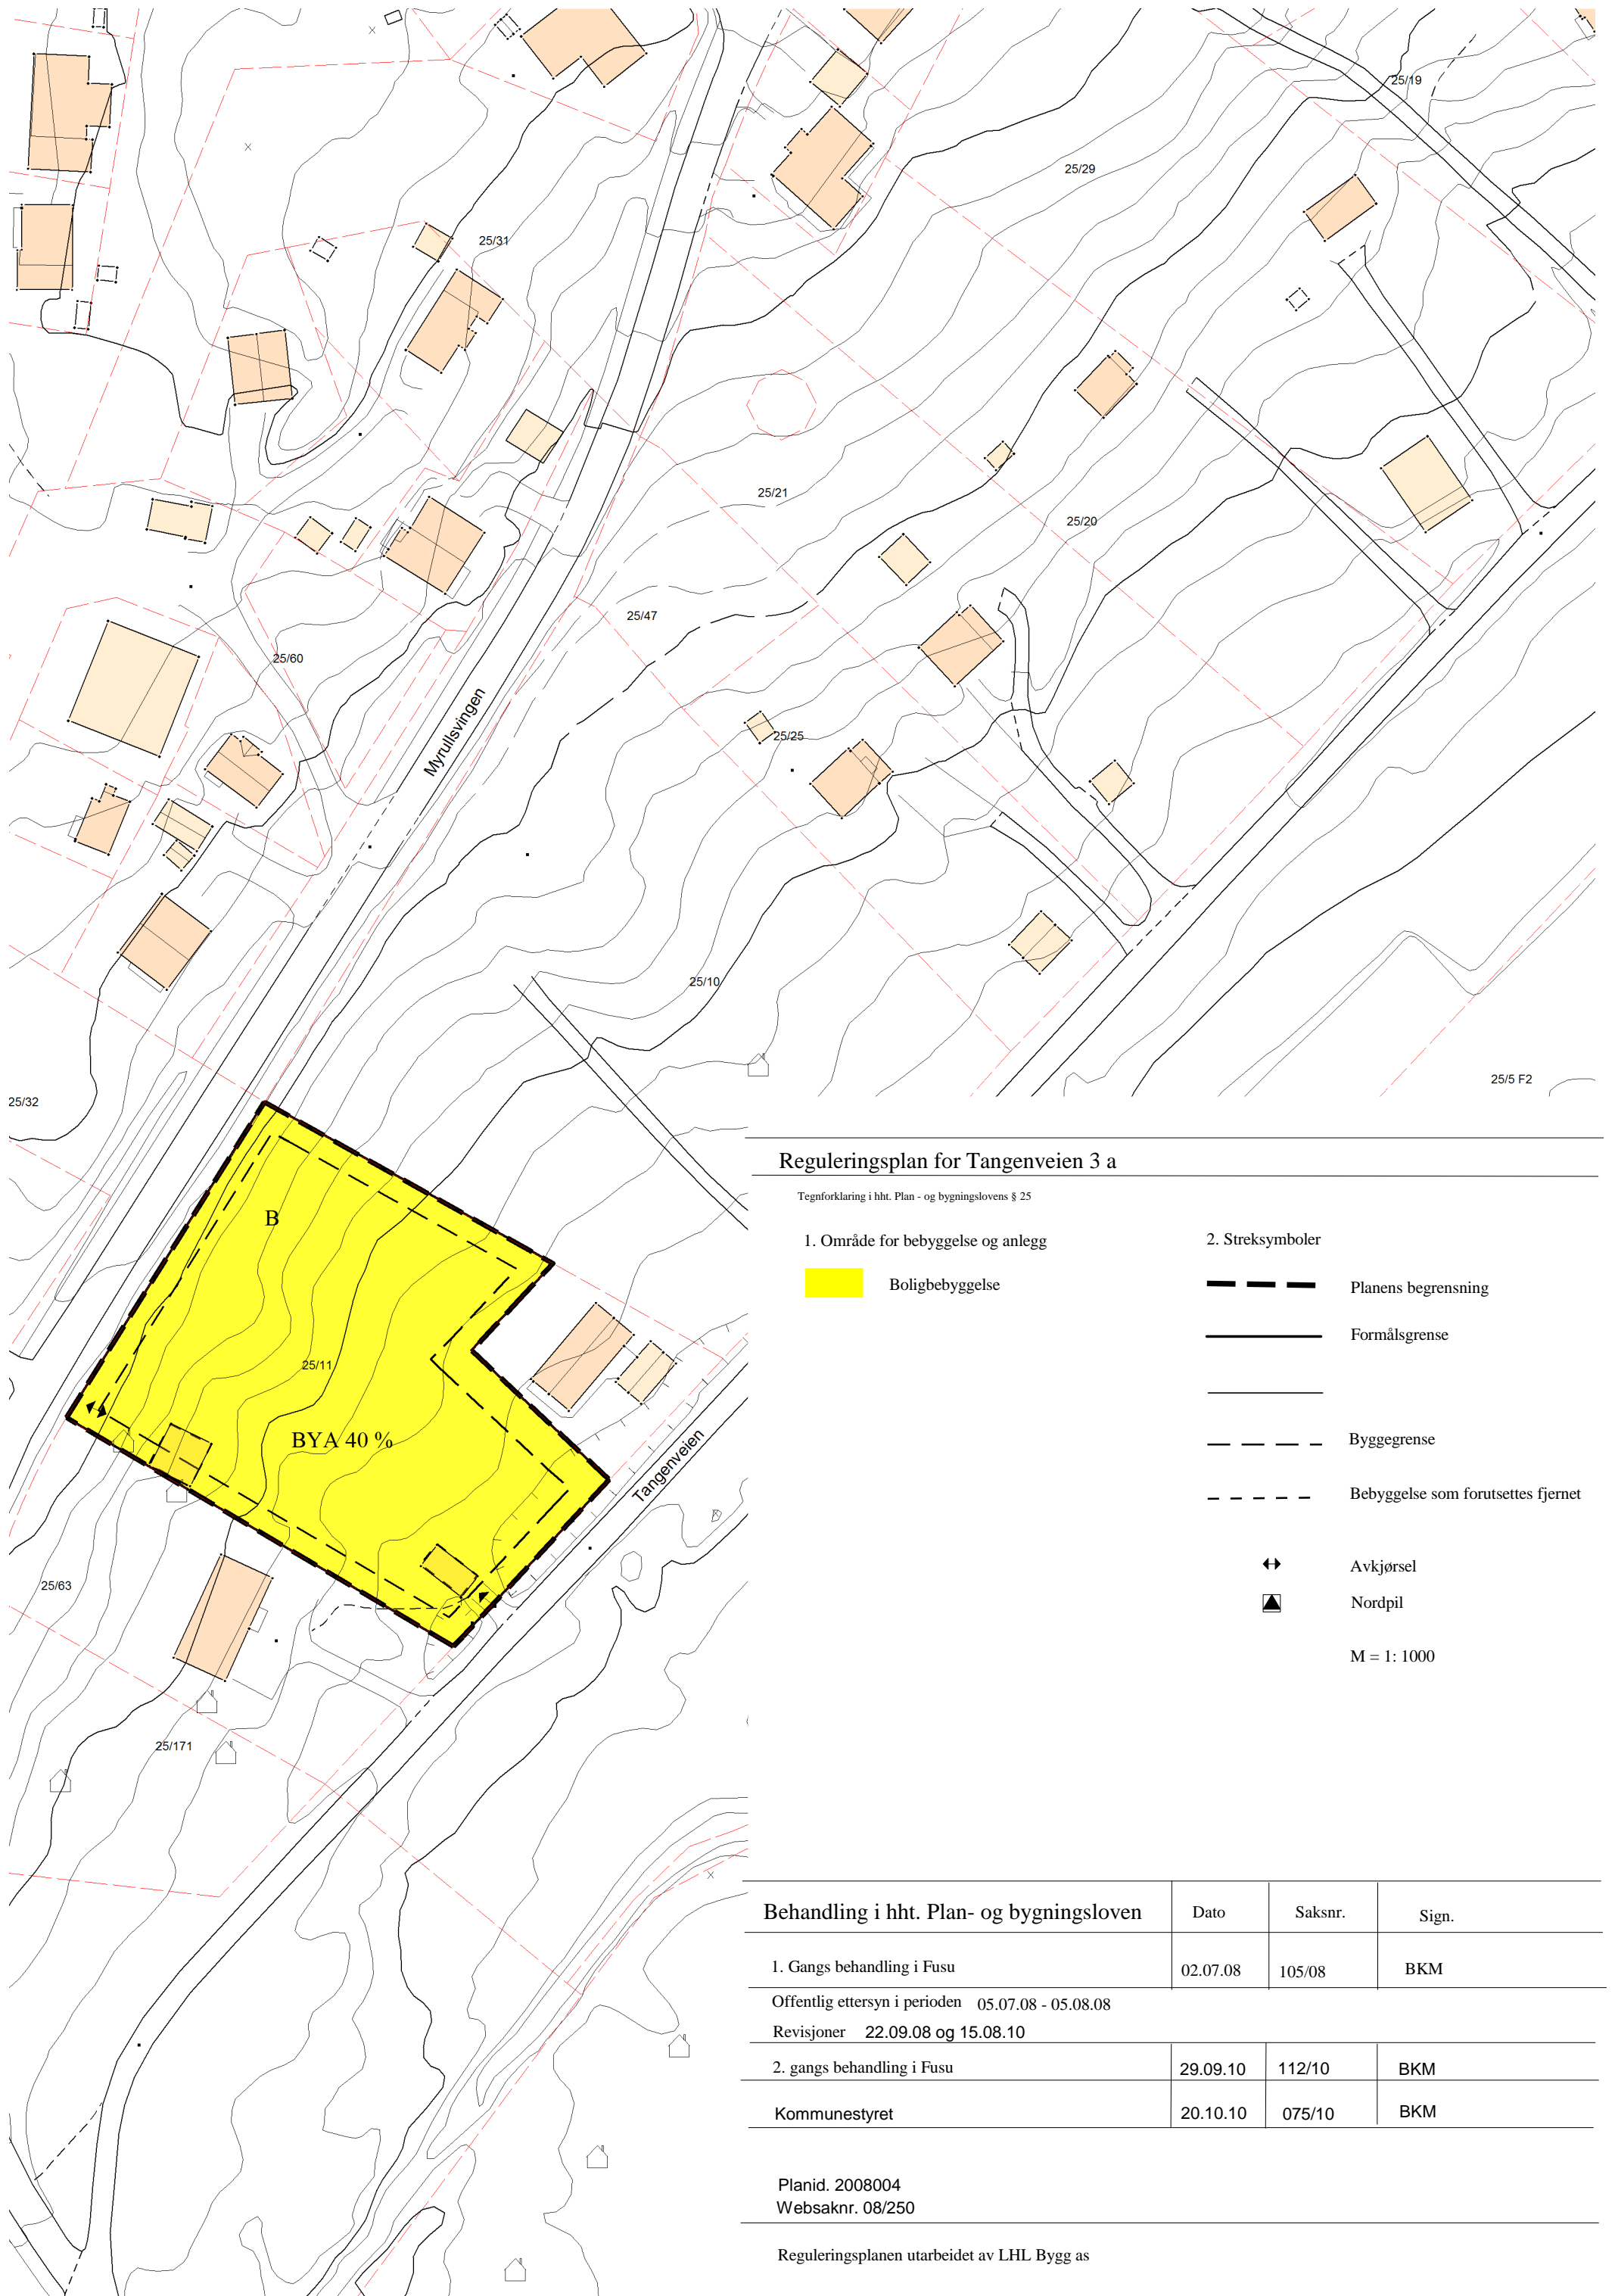 25/19
25/29
25/31
25/21
25/20
25/47
25/60
Myrullsvingen
25/25
25/10
25/5 F2
25/32
Reguleringsplan for Tangenveien 3 a
Tegnforklaring i hht. Plan - og bygningslovens § 25
1. Område for bebyggelse og anlegg
2. Streksymboler
Boligbebyggelse
Planens begrensning
Formålsgrense
Byggegrense
Bebyggelse som forutsettes fjernet
Avkjørsel
Nordpil
M = 1: 1000
B
25/11
BYA 40 %
Tangenveien
25/63
25/171
Behandling i hht. Plan- og bygningsloven Dato Saksnr. Sign.
1. Gangs behandling i Fusu 02.07.08 105/08 BKM
Offentlig ettersyn i perioden 05.07.08 - 05.08.08
Revisjoner 22.09.08 og 15.08.10
2. gangs behandling i Fusu 29.09.10 112/10 BKM
Kommunestyret 20.10.10 075/10 BKM
Planid. 2008004
Websaknr. 08/250
Reguleringsplanen utarbeidet av LHL Bygg as